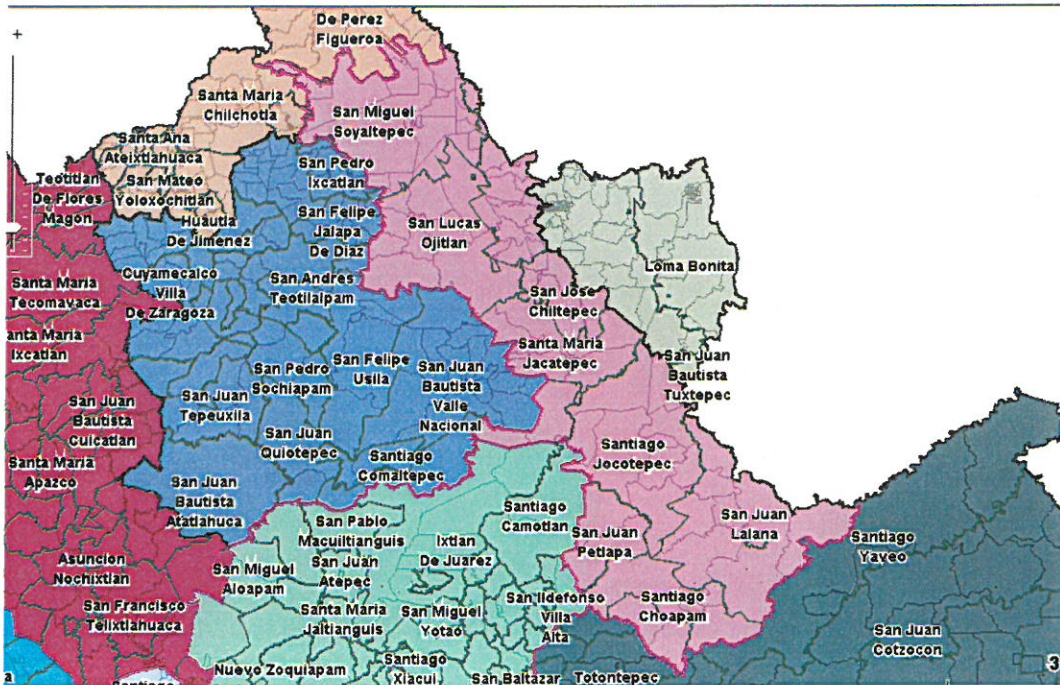 De Perez
Figueroa
+
Santa Maria
Chilchotla
San Miguel
Soyaltepec
Santa Ana
Ateixtlahuaca
San Pedro
Ixcatlan
Teotitlan
De Flores
Magon
San Mateo
Yoloxochitlan
Huautla
De Jimenez
San Felipe
Jalapa
De Diaz
San Lucas
Ojitlan
Loma Bonita
Santa Maria
Tecomavaca
Cuyamecalco
Villa
De Zaragoza
San Andres
Teotilalpam
San Jose
Chiltepec
anta Maria
Ixcatlan
Santa Maria
Jacatepec
San Juan
Bautista
Tuxtepec
San Pedro
Sochiapam
San Felipe
Usila
San Juan
Bautista
Valle
Nacional
San Juan
Tepeuxila
San Juan
Bautista
Cuicatlan
San Juan
Quiotepec
Santiago
Comaltepec
Santiago
Jocotepec
Santa Maria
Apazco
San Juan
Bautista
Atatlahuca
Santiago
Camotlan
San Juan
Lalana
San Pablo
Macuiltianguis
Ixtlan
De Juarez
San Juan
Petlapa
Santiago
Yaveo
Asuncion
Nochixtlan
San Miguel
Aloapam
San Juan
Atepec
San Francisco
Telixtlahuaca
Santa Maria
Jaltianguis
San Miguel
Yotao
San Ildefonso
Villa
Alta
Santiago
Choapam
San Juan
Cotzocon
Nuevo Zoquiapam
Santiago
Xiacui
San Baltazar
Totontepec
a
Santiago
3